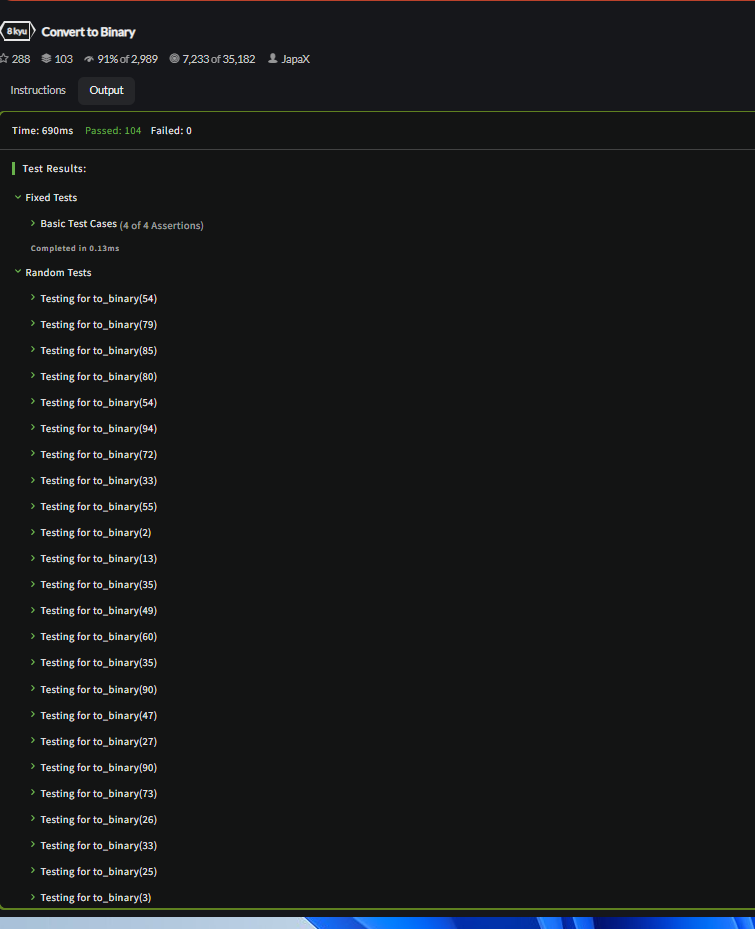 8 kyu Convert to Binary
288 103 91% of 2,989 7,233 of 35,182 JapaX
Instructions Output
Time: 690ms Passed: 104 Failed: 0
Test Results:
Fixed Tests
Basic Test Cases (4 of 4 Assertions)
Completed in 0.13ms
Random Tests
Testing for to_binary(54)
Testing for to_binary(79)
Testing for to_binary(85)
Testing for to_binary(80)
Testing for to_binary(54)
Testing for to_binary(94)
Testing for to_binary(72)
Testing for to_binary(33)
Testing for to_binary(55)
Testing for to_binary(2)
Testing for to_binary(13)
Testing for to_binary(35)
Testing for to_binary(49)
Testing for to_binary(60)
Testing for to_binary(35)
Testing for to_binary(90)
Testing for to_binary(47)
Testing for to_binary(27)
Testing for to_binary(90)
Testing for to_binary(73)
Testing for to_binary(26)
Testing for to_binary(33)
Testing for to_binary(25)
Testing for to_binary(3)